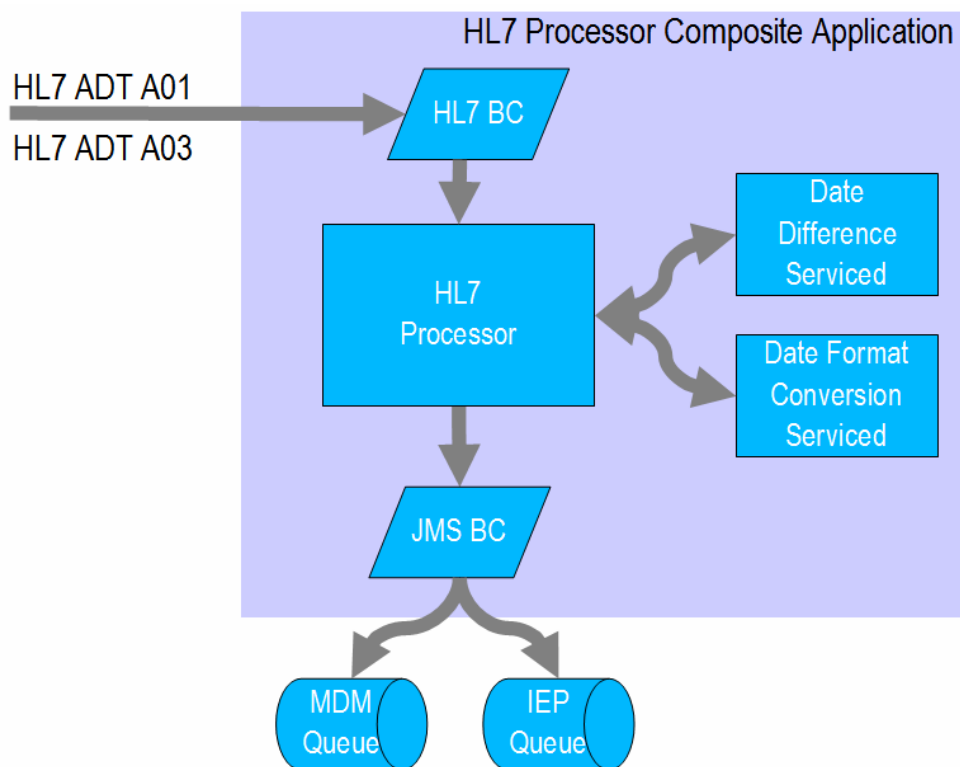 HL7 Processor Composite Application
HL7 ADT A01
HL7 ADT A03
HL7 BC
HL7
Processor
Date
Difference
Serviced
Date Format
Conversion
Serviced
JMS BC
MDM
Queue
IEP
Queue